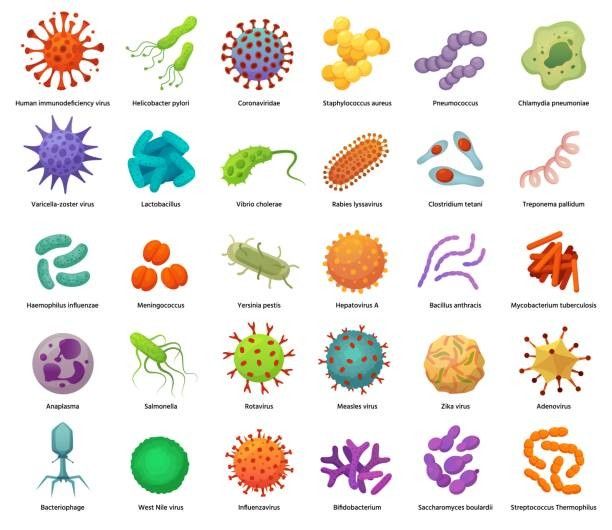 Human immunodeficiency virus
Helicobacter pylori
Coronaviridae
Staphylococcus aureus
Pneumococcus
Chlamydia pneumoniae
Varicella-zoster virus
Lactobacillus
Vibrio cholerae
Rabies lyssavirus
Clostridium tetani
Treponema pallidum
Haemophilus influenzae
Meningococcus
Yersinia pestis
Hepatovirus A
Bacillus anthracis
Mycobacterium tuberculosis
Anaplasma
Salmonella
Rotavirus
Measles virus
Zika virus
Adenovirus
Bacteriophage
West Nile virus
Influenzavirus
Bifidobacterium
Saccharomyces boulardii
Streptococcus Thermophilus